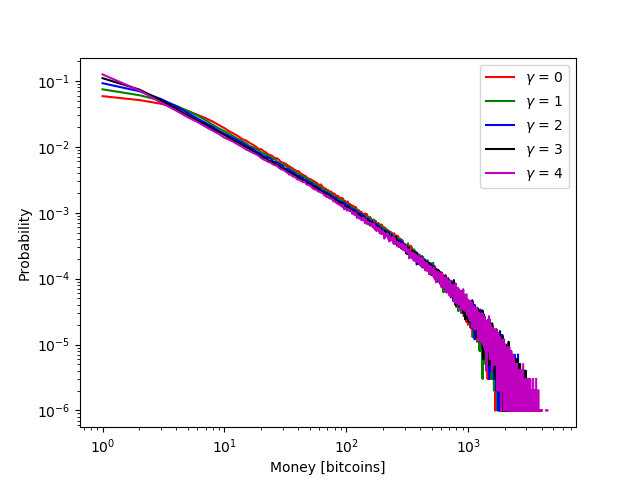 10⁻¹
10⁻²
10⁻³
10⁻⁴
10⁻⁵
10⁻⁶
Probability
10⁰ 10¹ 10² 10³
Money [bitcoins]
γ = 0
γ = 1
γ = 2
γ = 3
γ = 4